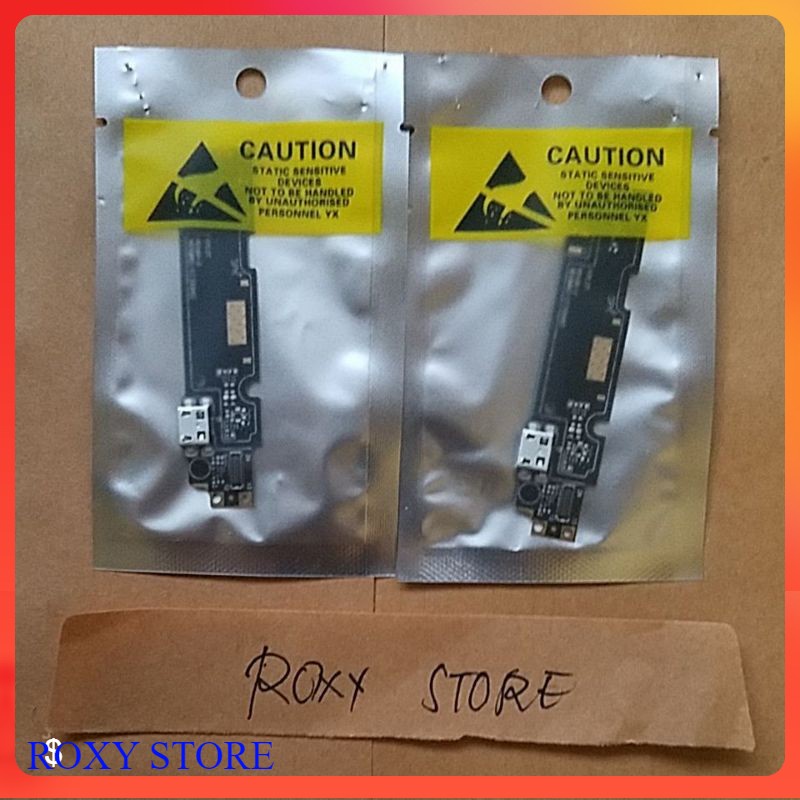 CAUTION
STATIC SENSITIVE
DEVICES
NOT TO BE HANDLED
BY UNAUTHORISED
PERSONNEL YX
CAUTION
STATIC SENSITIVE
DEVICES
NOT TO BE HANDLED
BY UNAUTHORISED
PERSONNEL YX
ROXY STORE
$
ROXY STORE